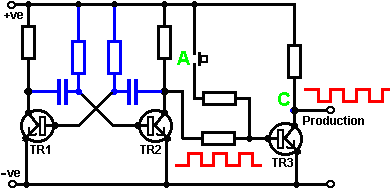 +ve
A
C
Production
TR1
TR2
TR3
-ve